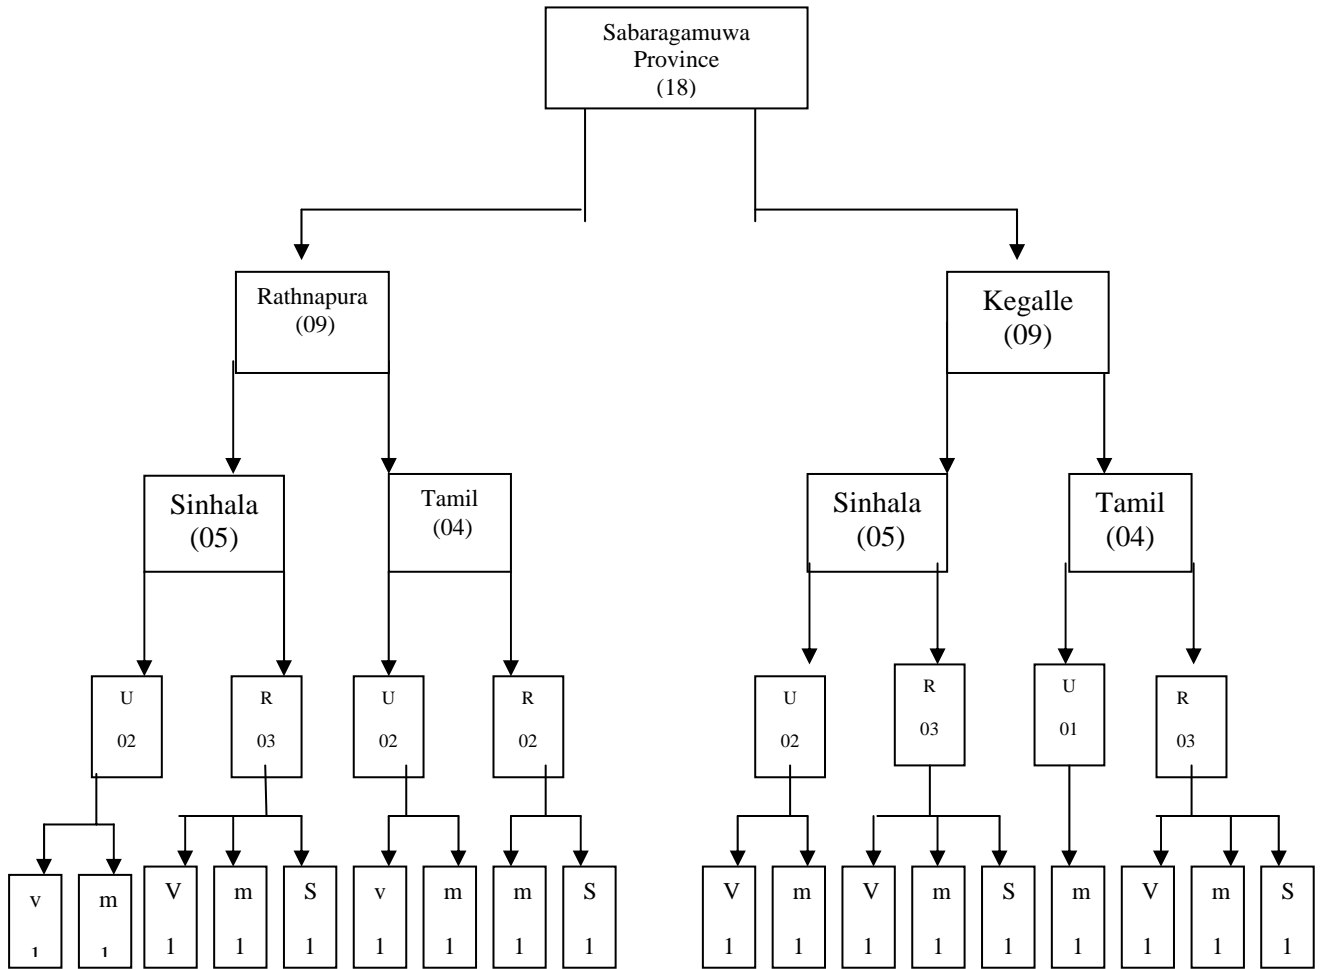 Sabaragamuwa
Province
(18)
Rathnapura
(09)
Kegalle
(09)
Sinhala
(05)
Tamil
(04)
Sinhala
(05)
Tamil
(04)
U
02
R
03
U
02
R
02
U
02
R
03
U
01
R
03
v
1
m
1
V
1
m
1
S
1
v
1
m
1
m
1
S
1
V
1
m
1
V
1
m
1
S
1
m
1
V
1
m
1
S
1